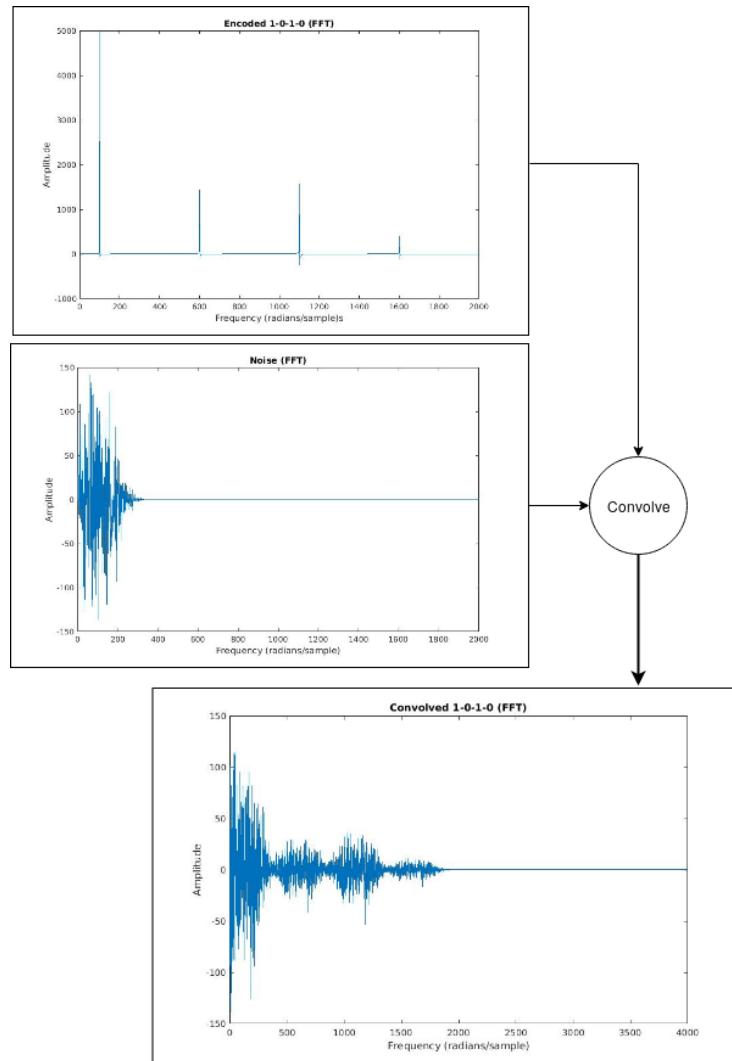 Encoded 1-0-1-0 (FFT)
5000
4000
3000
2000
1000
0
-1000
Amplitude
0 200 400 600 800 1000 1200 1400 1600 1800 2000
Frequency (radians/sample)s
Noise (FFT)
150
100
50
0
-50
-100
-150
Amplitude
0 200 400 600 800 1000 1200 1400 1600 1800 2000
Frequency (radians/sample)
Convolve
Convolved 1-0-1-0 (FFT)
150
100
50
0
-50
-100
-150
Amplitude
0 500 1000 1500 2000 2500 3000 3500 4000
Frequency (radians/sample)